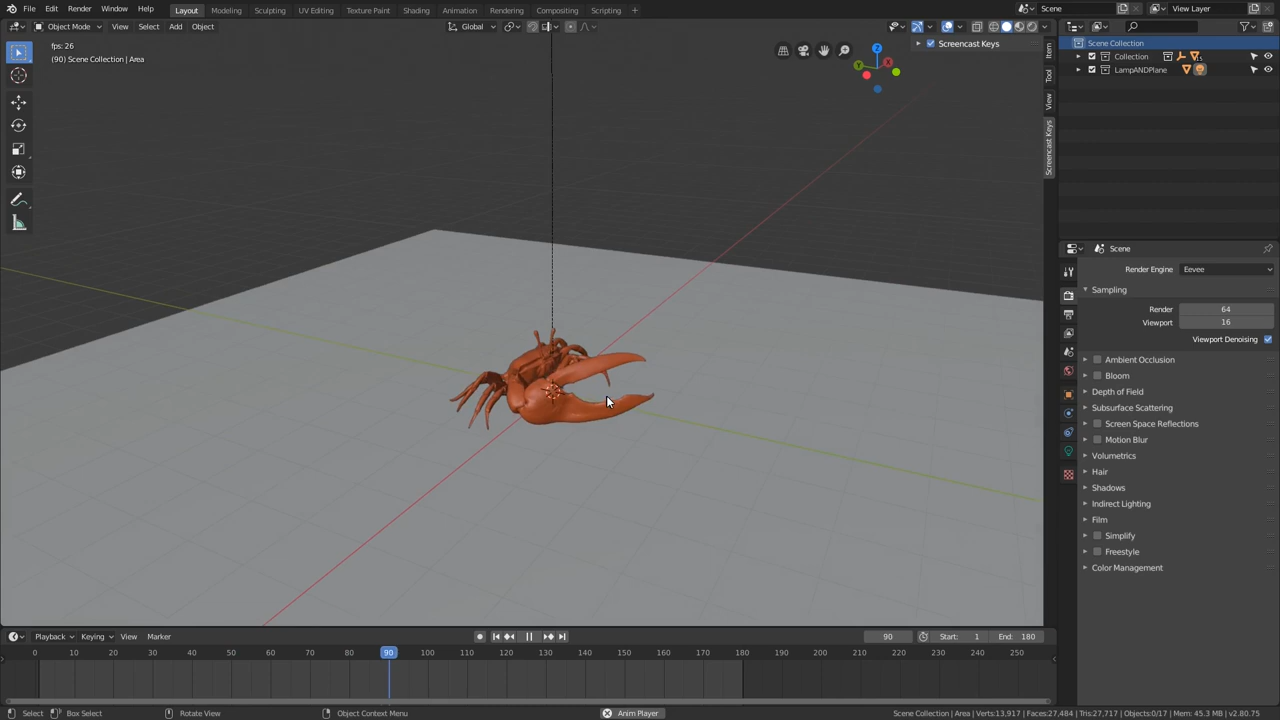 File Edit Render Window Help Layout Modeling Sculpting UV Editing Texture Paint Shading Animation Rendering Compositing Scripting Scene View Layer
Object Mode View Select Add Object Global
fps: 26
(90) Scene Collection | Area
Screencast Keys
Z
Y
X
Item
Tool
View
Screencast Keys
Scene Collection
Collection 15
LampANDPlane
Scene
Render Engine Eevee
Sampling
Render 64
Viewport 16
Viewport Denoising
Ambient Occlusion
Bloom
Depth of Field
Subsurface Scattering
Screen Space Reflections
Motion Blur
Volumetrics
Hair
Shadows
Indirect Lighting
Film
Simplify
Freestyle
Color Management
Playback Keying View Marker 90 Start: 1 End: 180
0 10 20 30 40 50 60 70 80 90 100 110 120 130 140 150 160 170 180 190 200 210 220 230 240 250
Select Box Select Rotate View Object Context Menu Anim Player Scene Collection | Area | Verts:13,917 | Faces:27,484 | Tris:27,717 | Objects:0/17 | Mem: 45.3 MB | v2.80.75